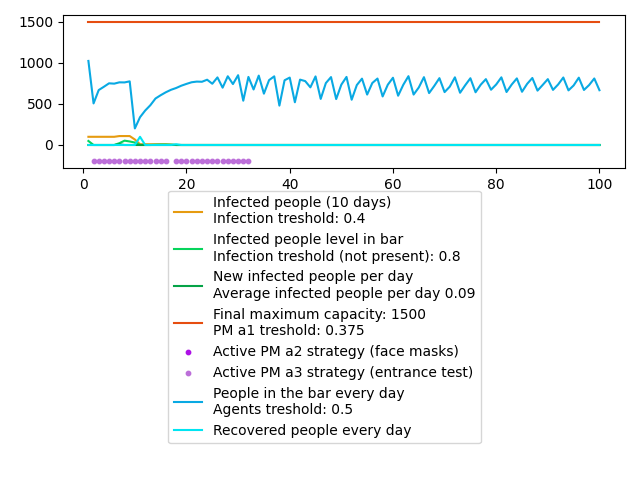 1500
1000
500
0
0 20 40 60 80 100
Infected people (10 days)
Infection treshold: 0.4
Infected people level in bar
Infection treshold (not present): 0.8
New infected people per day
Average infected people per day 0.09
Final maximum capacity: 1500
PM a1 treshold: 0.375
Active PM a2 strategy (face masks)
Active PM a3 strategy (entrance test)
People in the bar every day
Agents treshold: 0.5
Recovered people every day